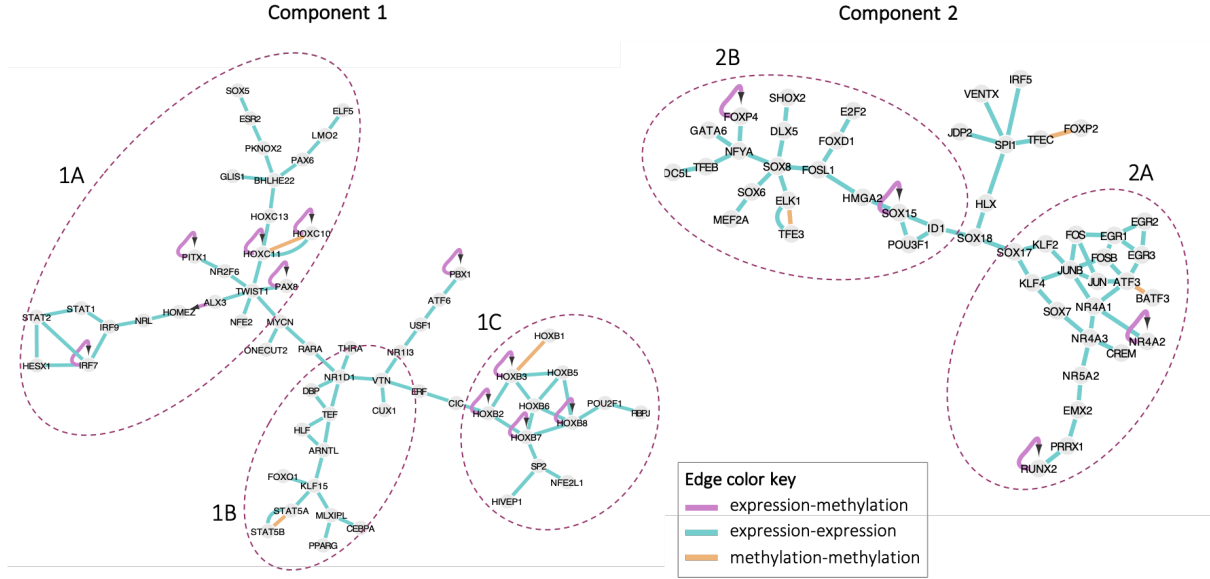 Component 1
Component 2
1A
SOX5
ELF5
ESR2
LMO2
PKNOX2
PAX6
GLIS1
BHLHE22
HOXC13
HOXC10
HOXC11
PITX1
NR2F6
PAX8
TWIST1
ALX3
HOMEZ
STAT1
STAT2
IRF9
NRL
NFE2
MYCN
HESX1
IRF7
ONECUT2
RARA
PBX1
ATF6
USF1
NR1I3
1B
THRA
NR1D1
VTN
DBP
ERF
CUX1
TEF
HLF
ARNTL
FOXO1
KLF15
STAT5A
STAT5B
MLXIPL
CEBPA
PPARG
1C
CIC
HOXB1
HOXB3
HOXB5
HOXB2
HOXB6
POU2F1
RBPJ
HOXB8
HOXB7
SP2
NFE2L1
HIVEP1
2B
FOXP4
SHOX2
E2F2
GATA6
DLX5
FOXD1
NFYA
DC5L
TFEB
SOX8
FOSL1
SOX6
ELK1
HMGA2
MEF2A
TFE3
SOX15
POU3F1
ID1
SOX18
VENTX
IRF5
JDP2
SPI1
TFEC
FOXP2
HLX
2A
SOX17
KLF2
FOS
EGR1
EGR2
FOSB
EGR3
JUNB
KLF4
JUN
ATF3
BATF3
SOX7
NR4A1
NR4A3
NR4A2
CREM
NR5A2
EMX2
PRRX1
RUNX2
Edge color key
expression-methylation
expression-expression
methylation-methylation